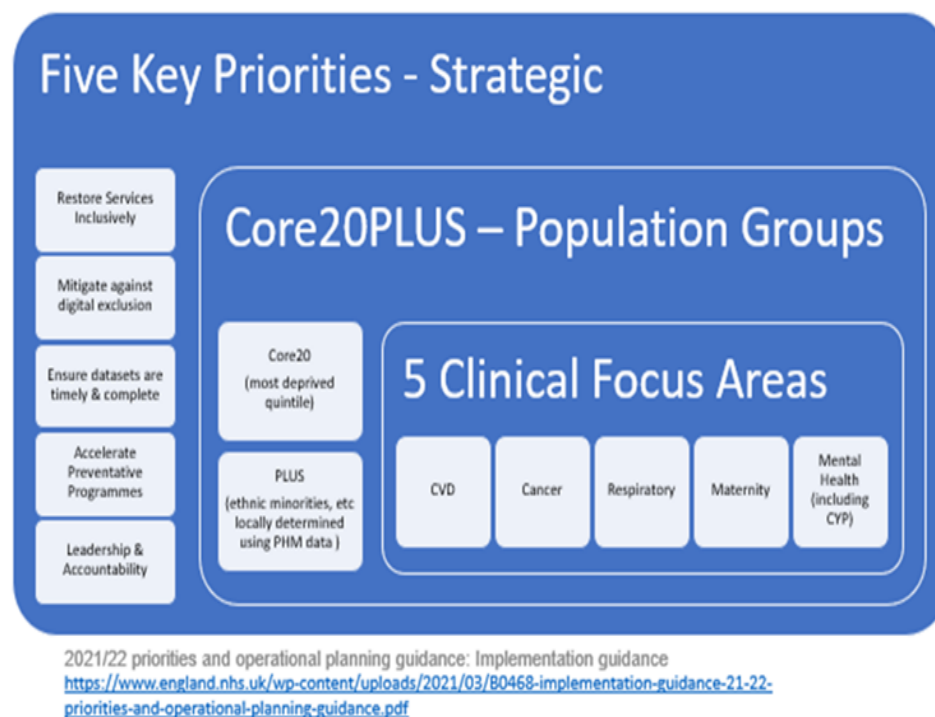 Five Key Priorities - Strategic
Restore Services
Inclusively
Mitigate against
digital exclusion
Ensure datasets are
timely & complete
Accelerate
Preventative
Programmes
Leadership &
Accountability
Core20PLUS – Population Groups
Core20
(most deprived
quintile)
PLUS
(ethnic minorities, etc
locally determined
using PHM data )
5 Clinical Focus Areas
CVD
Cancer
Respiratory
Maternity
Mental
Health
(including
CYP)
2021/22 priorities and operational planning guidance: Implementation guidance
https://www.england.nhs.uk/wp-content/uploads/2021/03/B0468-implementation-guidance-21-22-
priorities-and-operational-planning-guidance.pdf